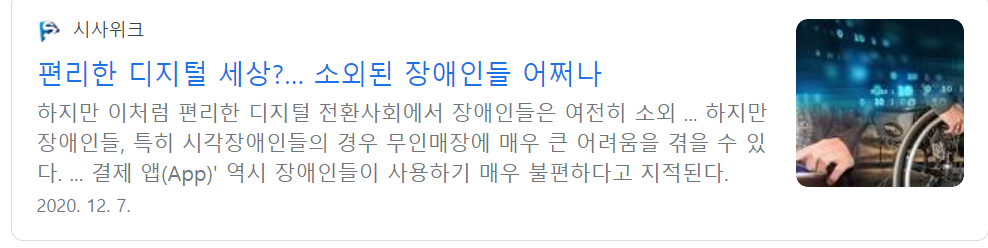 시사위크
편리한 디지털 세상?... 소외된 장애인들 어쩌나
하지만 이처럼 편리한 디지털 전환사회에서 장애인들은 여전히 소외 ... 하지만
장애인들, 특히 시각장애인들의 경우 무인매장에 매우 큰 어려움을 겪을 수 있
다. ... 결제 앱(App)' 역시 장애인들이 사용하기 매우 불편하다고 지적된다.
2020. 12. 7.